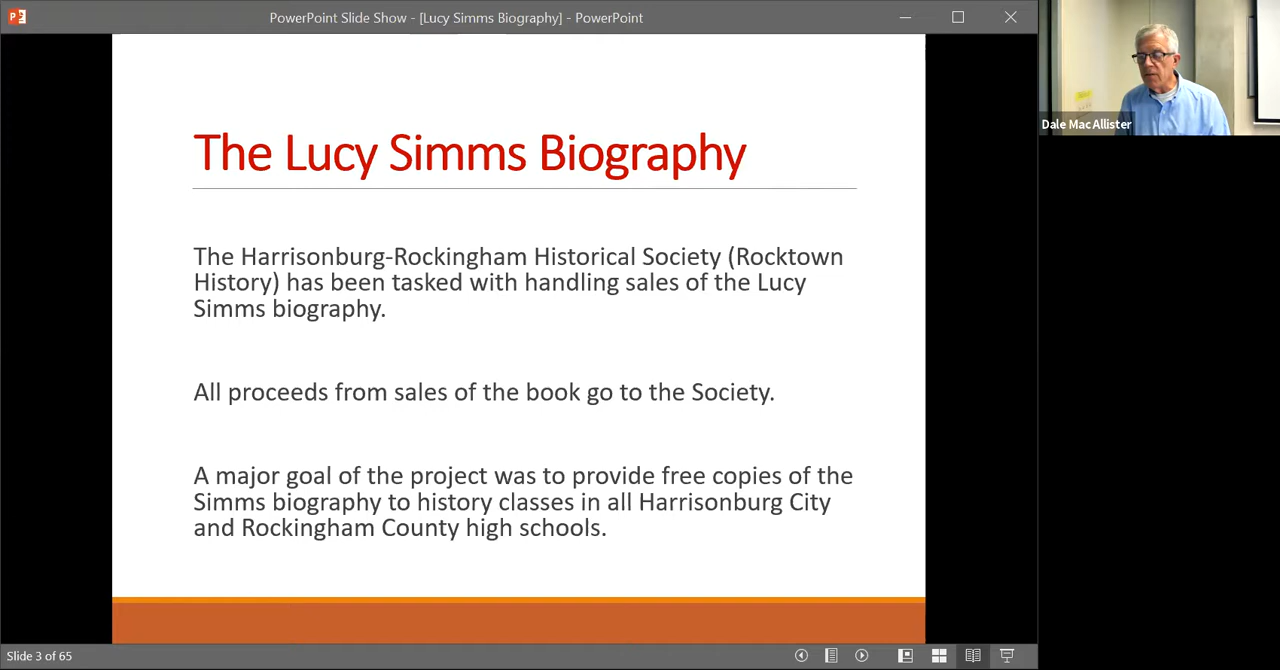 PowerPoint Slide Show - [Lucy Simms Biography] - PowerPoint
Dale Mac Allister
The Lucy Simms Biography
The Harrisonburg-Rockingham Historical Society (Rocktown
History) has been tasked with handling sales of the Lucy
Simms biography.
All proceeds from sales of the book go to the Society.
A major goal of the project was to provide free copies of the
Simms biography to history classes in all Harrisonburg City
and Rockingham County high schools.
Slide 3 of 65